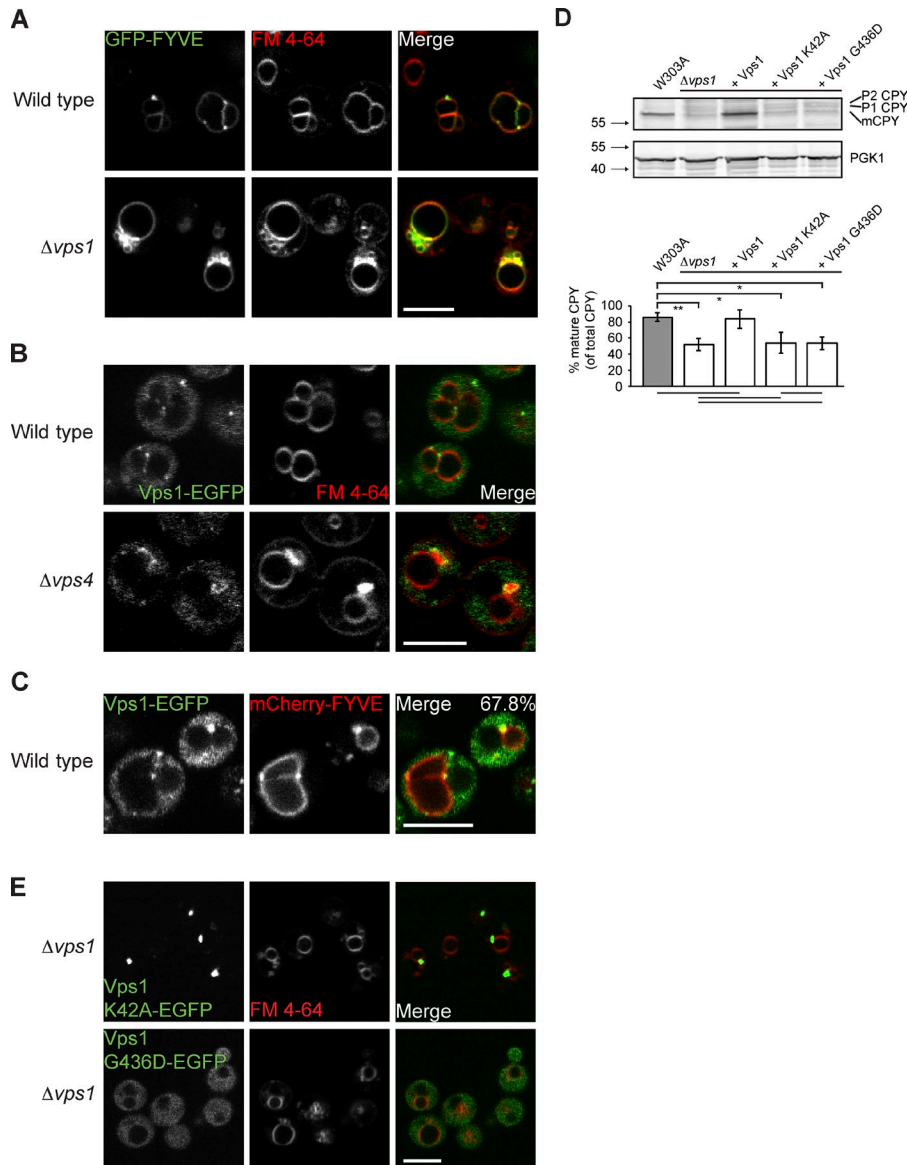 A
GFP-FYVE FM 4-64 Merge
Wild type
Δvps1
B
Wild type
Vps1-EGFP FM 4-64 Merge
Δvps4
C
Vps1-EGFP mCherry-FYVE Merge 67.8%
Wild type
D
W303A Δvps1 + Vps1 + Vps1 K42A + Vps1 G436D
P2 CPY
P1 CPY
mCPY
55
55
40
PGK1
W303A Δvps1 + Vps1 + Vps1 K42A + Vps1 G436D
*
*
**
% mature CPY
(of total CPY)
100
80
60
40
20
0
E
Δvps1
Vps1
K42A-EGFP FM 4-64 Merge
Vps1
G436D-EGFP
Δvps1